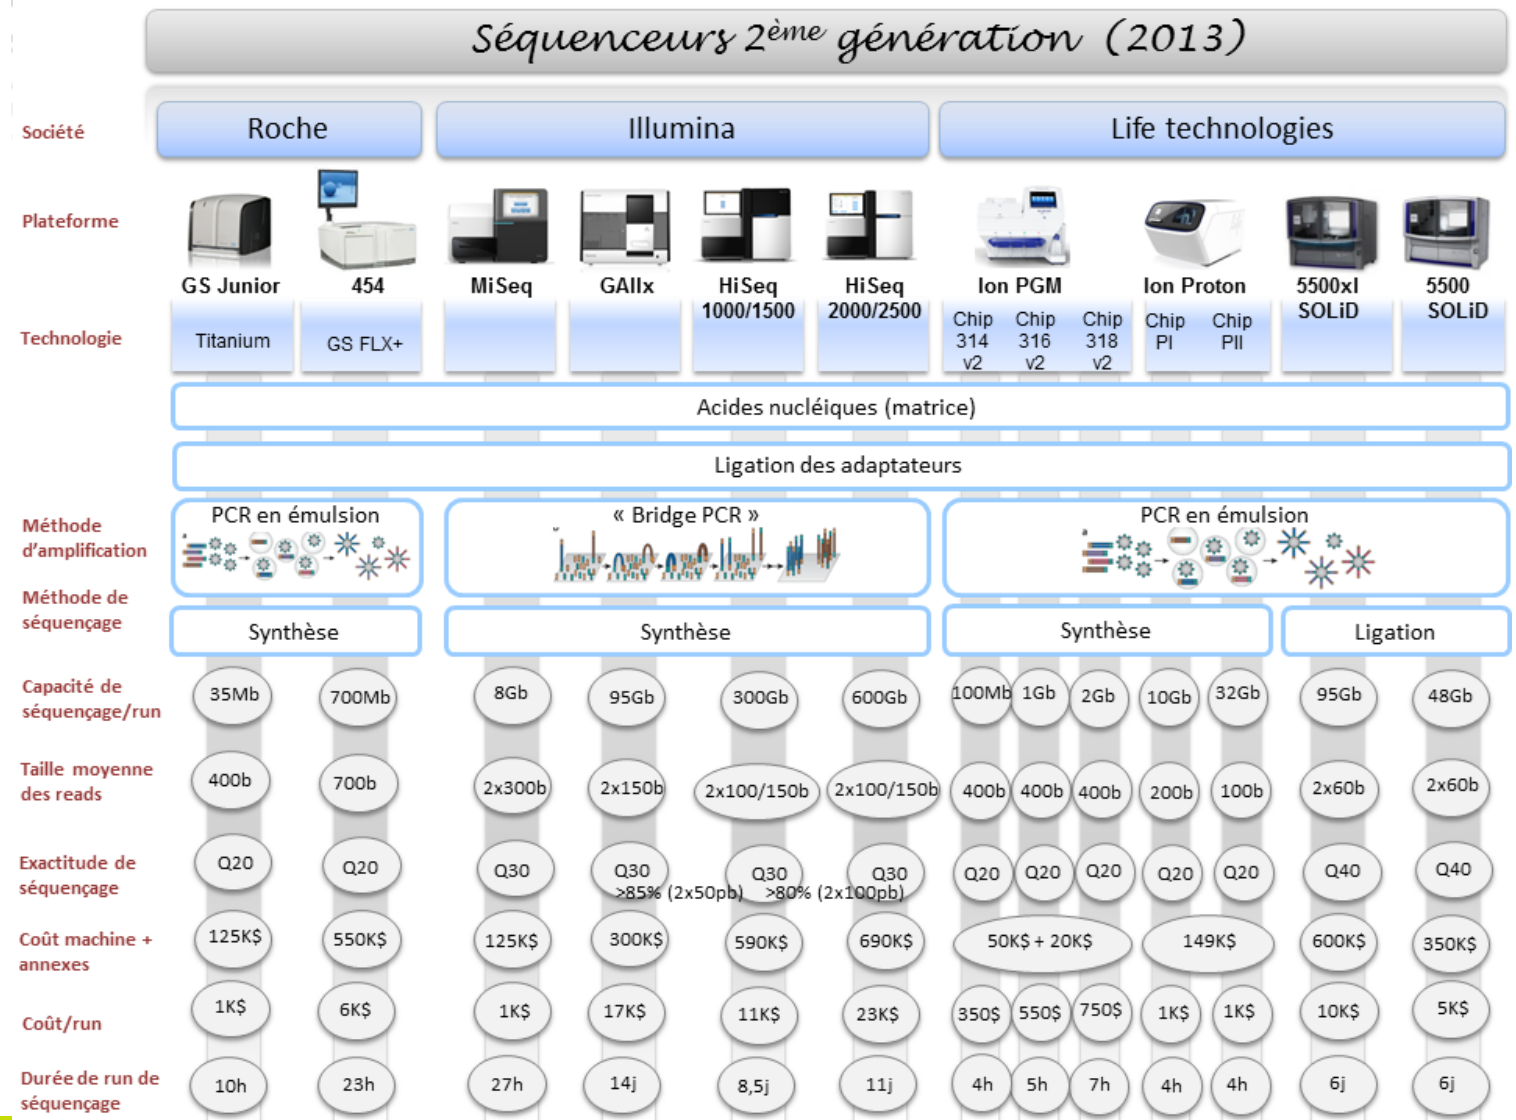 Séquenceurs 2ème génération (2013)
Société
Roche
Illumina
Life technologies
Plateforme
GS Junior
454
MiSeq
GAIIx
HiSeq
1000/1500
HiSeq
2000/2500
Ion PGM
Ion Proton
5500xl
SOLiD
5500
SOLiD
Technologie
Titanium
GS FLX+
Chip
314
v2
Chip
316
v2
Chip
318
v2
Chip
PI
Chip
PII
Acides nucléiques (matrice)
Ligation des adaptateurs
Méthode
d'amplification
PCR en émulsion
a
« Bridge PCR »
PCR en émulsion
a
Méthode de
séquençage
Synthèse
Synthèse
Synthèse
Ligation
Capacité de
séquençage/run
35Mb
700Mb
8Gb
95Gb
300Gb
600Gb
100Mb
1Gb
2Gb
10Gb
32Gb
95Gb
48Gb
Taille moyenne
des reads
400b
700b
2x300b
2x150b
2x100/150b
2x100/150b
400b
400b
400b
200b
100b
2x60b
2x60b
Exactitude de
séquençage
Q20
Q20
Q30
Q30
Q30
Q30
>85% (2x50pb)
>80% (2x100pb)
Q20
Q20
Q20
Q20
Q20
Q40
Q40
Coût machine +
annexes
125K$
550K$
125K$
300K$
590K$
690K$
50K$ + 20K$
149K$
600K$
350K$
Coût/run
1K$
6K$
1K$
17K$
11K$
23K$
350$
550$
750$
1K$
1K$
10K$
5K$
Durée de run de
séquençage
10h
23h
27h
14j
8,5j
11j
4h
5h
7h
4h
4h
6j
6j